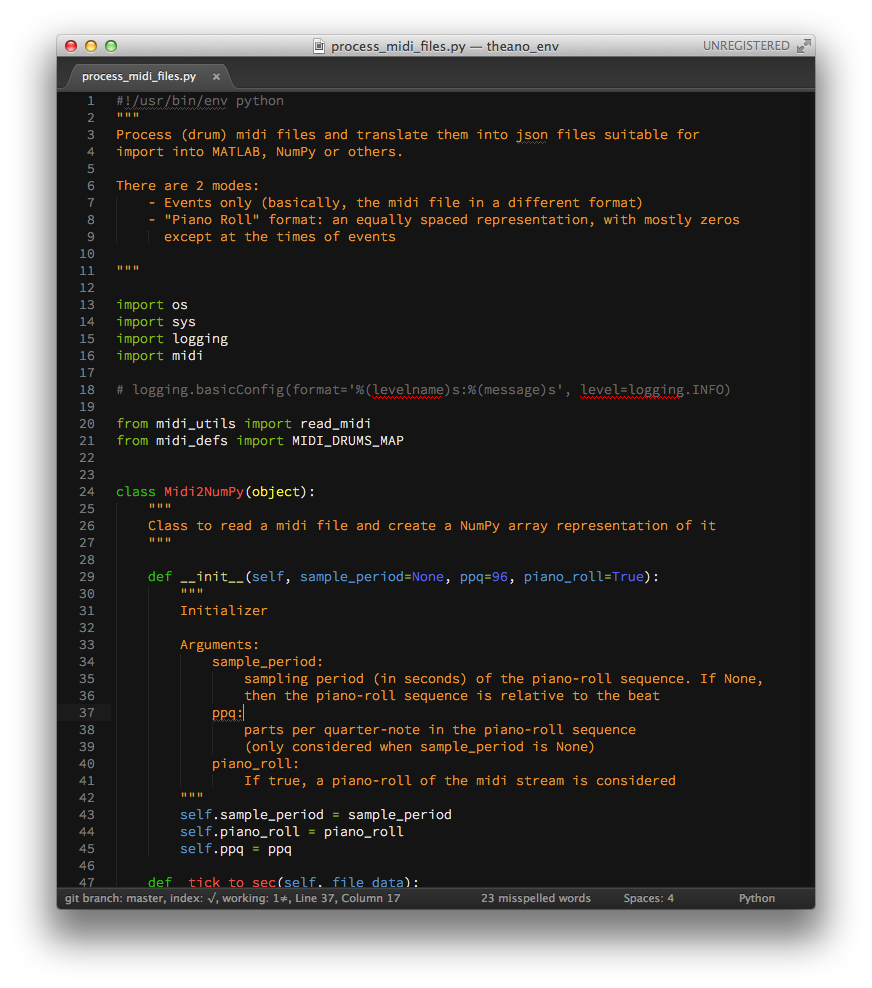 process_midi_files.py — theano_env UNREGISTERED
process_midi_files.py ×
1 #!/usr/bin/env python
2 """
3 Process (drum) midi files and translate them into json files suitable for
4 import into MATLAB, NumPy or others.
5
6 There are 2 modes:
7     - Events only (basically, the midi file in a different format)
8     - "Piano Roll" format: an equally spaced representation, with mostly zeros
9       except at the times of events
10
11 """
12
13 import os
14 import sys
15 import logging
16 import midi
17
18 # logging.basicConfig(format='%(levelname)s:%(message)s', level=logging.INFO)
19
20 from midi_utils import read_midi
21 from midi_defs import MIDI_DRUMS_MAP
22
23
24 class Midi2NumPy(object):
25     """
26     Class to read a midi file and create a NumPy array representation of it
27     """
28
29     def __init__(self, sample_period=None, ppq=96, piano_roll=True):
30         """
31         Initializer
32
33         Arguments:
34             sample_period:
35                 sampling period (in seconds) of the piano-roll sequence. If None,
36                 then the piano-roll sequence is relative to the beat
37             ppq:
38                 parts per quarter-note in the piano-roll sequence
39                 (only considered when sample_period is None)
40             piano_roll:
41                 If true, a piano-roll of the midi stream is considered
42         """
43         self.sample_period = sample_period
44         self.piano_roll = piano_roll
45         self.ppq = ppq
46
47     def _tick_to_sec(self, file_data):
git branch: master, index: √, working: 1≠, Line 37, Column 17 23 misspelled words Spaces: 4 Python